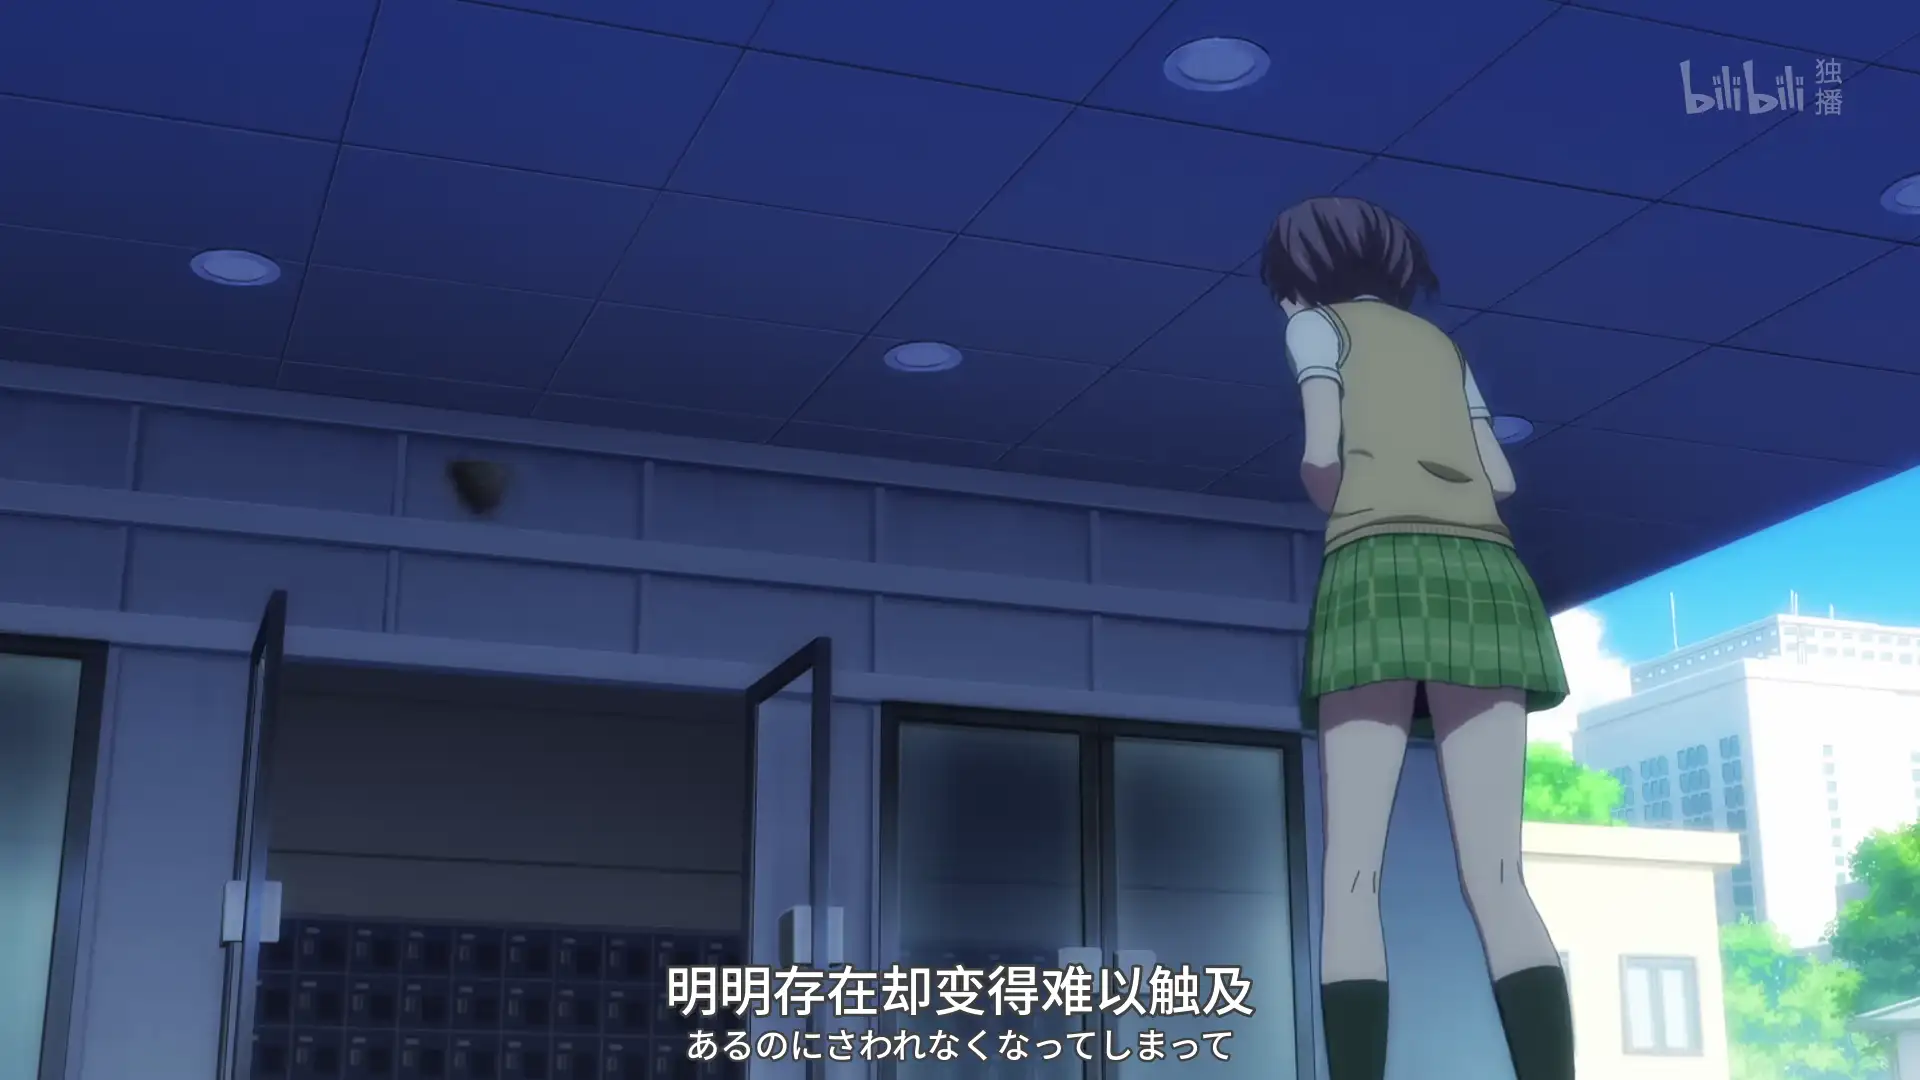 bilibili 独播
明明存在却变得难以触及
あるのにさわれなくなってしまって